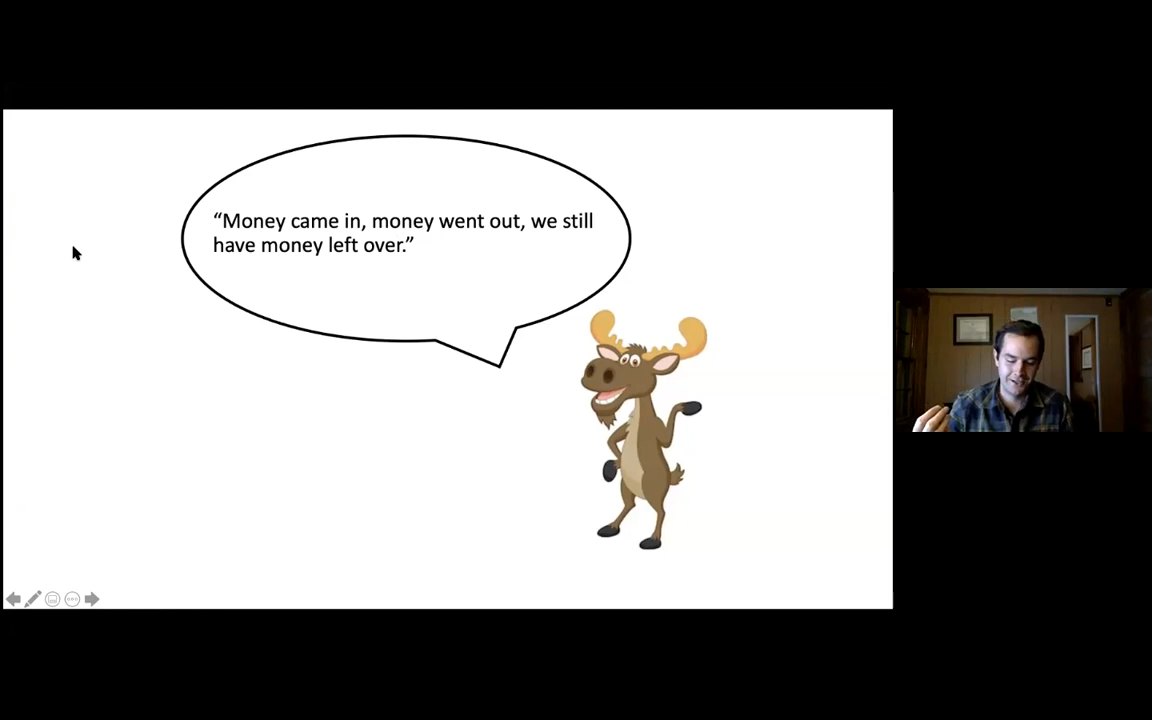 “Money came in, money went out, we still
have money left over.”